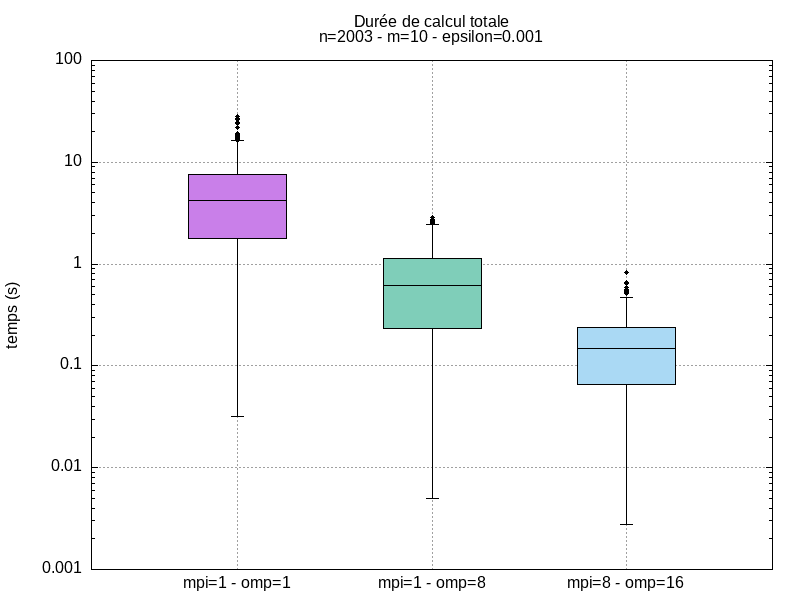 Durée de calcul totale
n=2003 - m=10 - epsilon=0.001
100
10
1
0.1
0.01
0.001
temps (s)
mpi=1 - omp=1
mpi=1 - omp=8
mpi=8 - omp=16